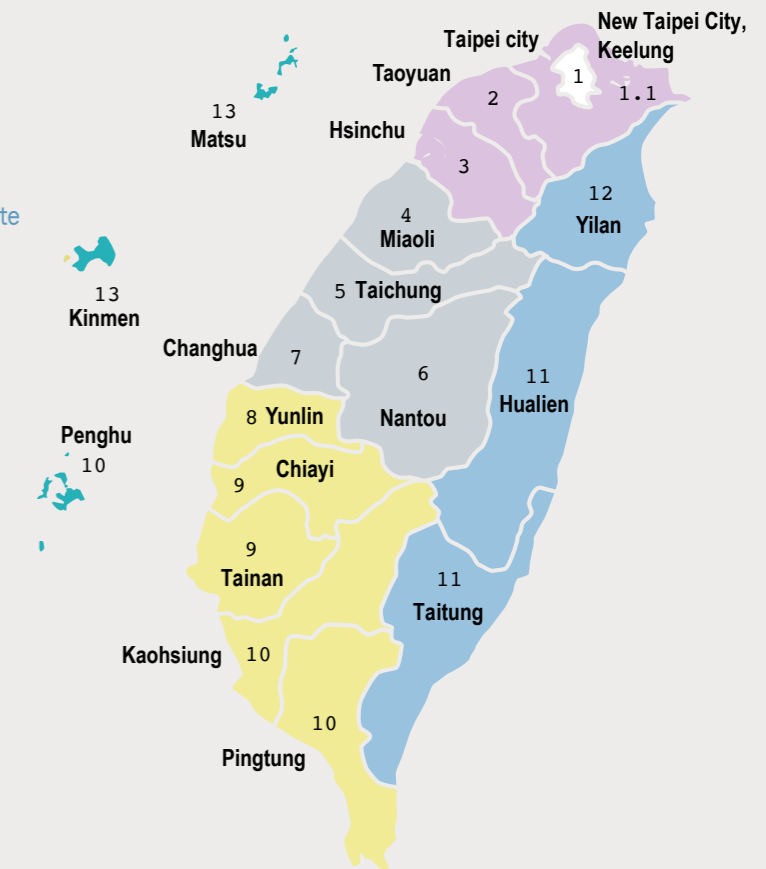 New Taipei City,
Keelung
Taipei city
1
1.1
Taoyuan
2
13
Matsu
Hsinchu
3
12
Yilan
te
4
Miaoli
13
Kinmen
5 Taichung
Changhua
7
6
Nantou
11
Hualien
8 Yunlin
Penghu
10
Chiayi
9
9
Tainan
11
Taitung
Kaohsiung 10
10
Pingtung